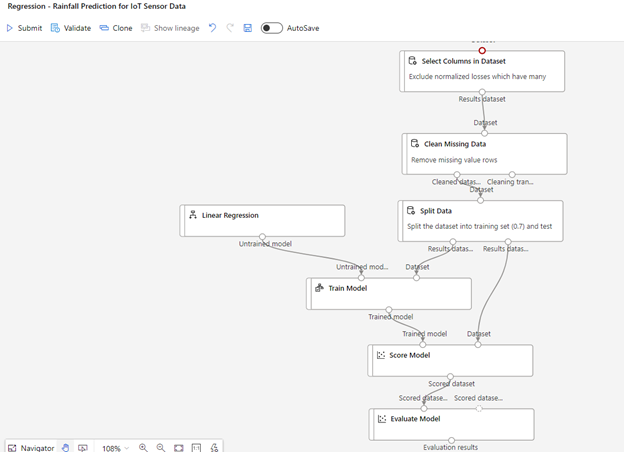 Regression - Rainfall Prediction for IoT Sensor Data
Submit Validate Clone Show lineage AutoSave
Dataset
Select Columns in Dataset
Exclude normalized losses which have many
Results dataset
Dataset
Clean Missing Data
Remove missing value rows
Cleaned datas... Cleaning tran...
Dataset
Linear Regression
Split Data
Split the dataset into training set (0.7) and test
Untrained model
Results datas... Results datas...
Untrained mod... Dataset
Train Model
Trained model
Trained model Dataset
Score Model
Scored dataset
Scored datase... Scored datase...
Evaluate Model
Evaluation results
Navigator 108% 1:1